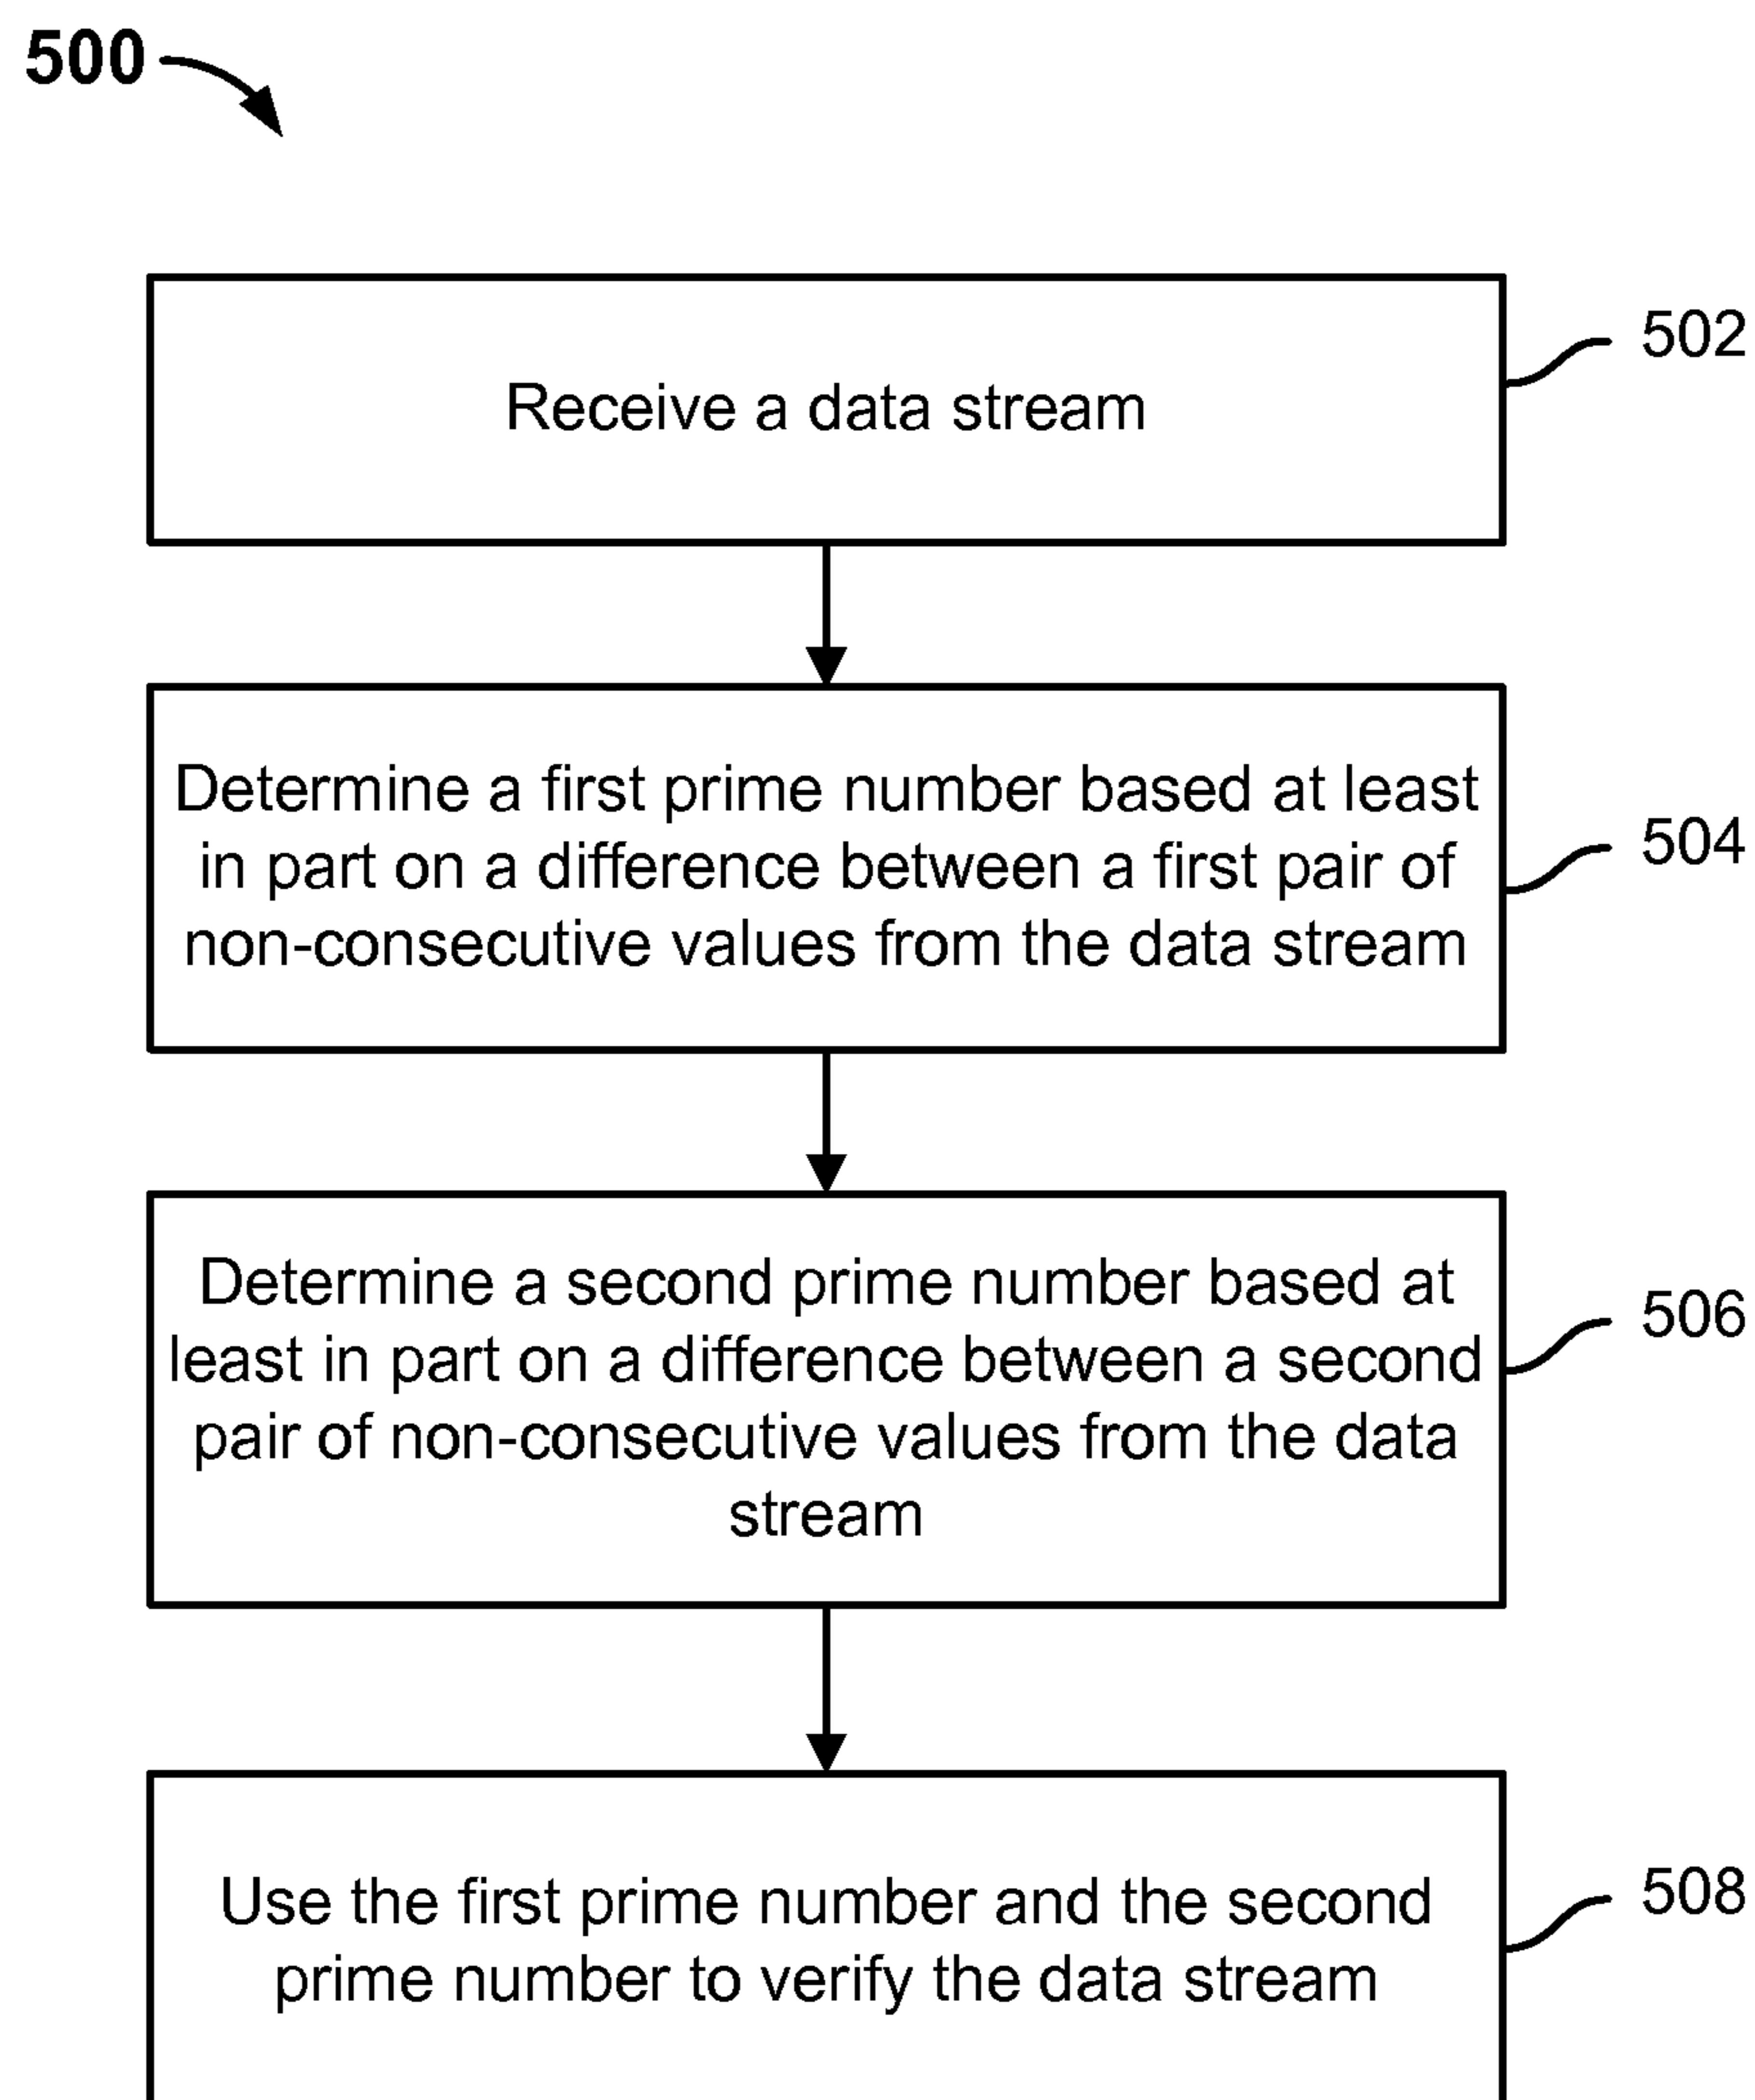 500
Receive a data stream
502
Determine a first prime number based at least
in part on a difference between a first pair of
non-consecutive values from the data stream
504
Determine a second prime number based at
least in part on a difference between a second
pair of non-consecutive values from the data
stream
506
Use the first prime number and the second
prime number to verify the data stream
508